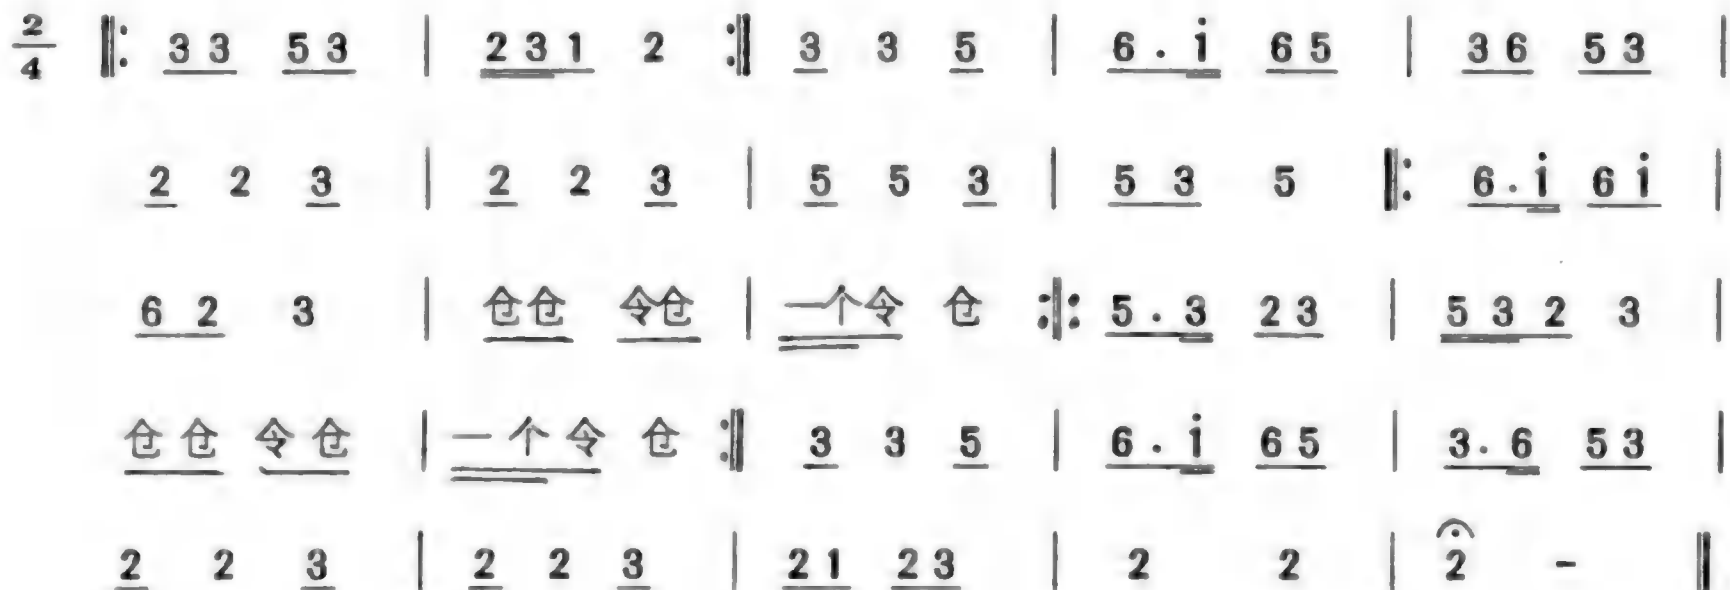 2/4 ‖: 3 3 5 3 | 2 3 1 2 :‖ 3 3 5 | 6 . i̇ 6 5 | 3 6 5 3 |
2 2 3 | 2 2 3 | 5 5 3 | 5 3 5 ‖: 6 . i̇ 6 i̇ |
6 2 3 | 仓仓 令仓 | 一个令 仓 :‖: 5 . 3 2 3 | 5 3 2 3 |
仓仓 令仓 | 一个令 仓 :‖ 3 3 5 | 6 . i̇ 6 5 | 3 . 6 5 3 |
2 2 3 | 2 2 3 | 2 1 2 3 | 2 2 | 2 - ‖